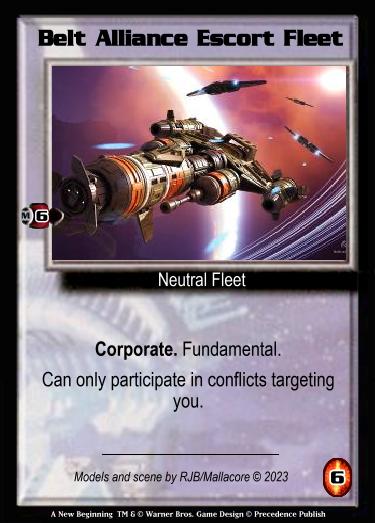 Belt Alliance Escort Fleet
M 6
Neutral Fleet
Corporate. Fundamental.
Can only participate in conflicts targeting
you.
Models and scene by RJB/Mallacore © 2023
6
A New Beginning TM & © Warner Bros. Game Design © Precedence Publish